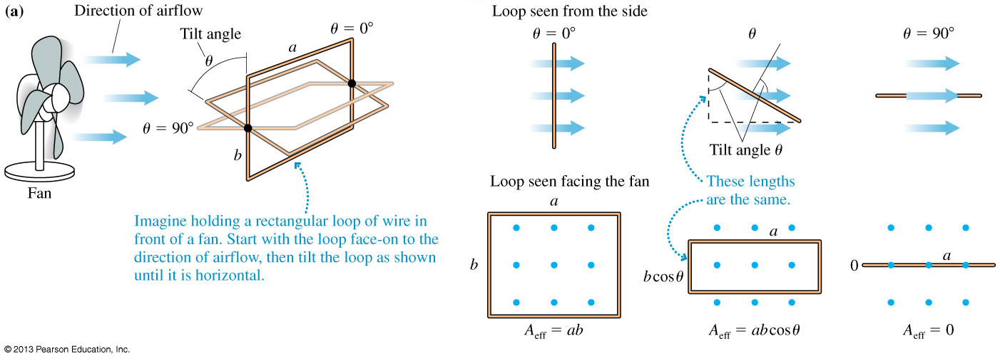 (a)
Direction of airflow
Tilt angle
θ = 0°
θ
a
θ = 90°
b
Fan
Imagine holding a rectangular loop of wire in
front of a fan. Start with the loop face-on to the
direction of airflow, then tilt the loop as shown
until it is horizontal.
Loop seen from the side
θ = 0°
θ
θ = 90°
Tilt angle θ
These lengths
are the same.
Loop seen facing the fan
a
b
A_eff = ab
a
b cos θ
A_eff = ab cos θ
0
a
A_eff = 0
© 2013 Pearson Education, Inc.